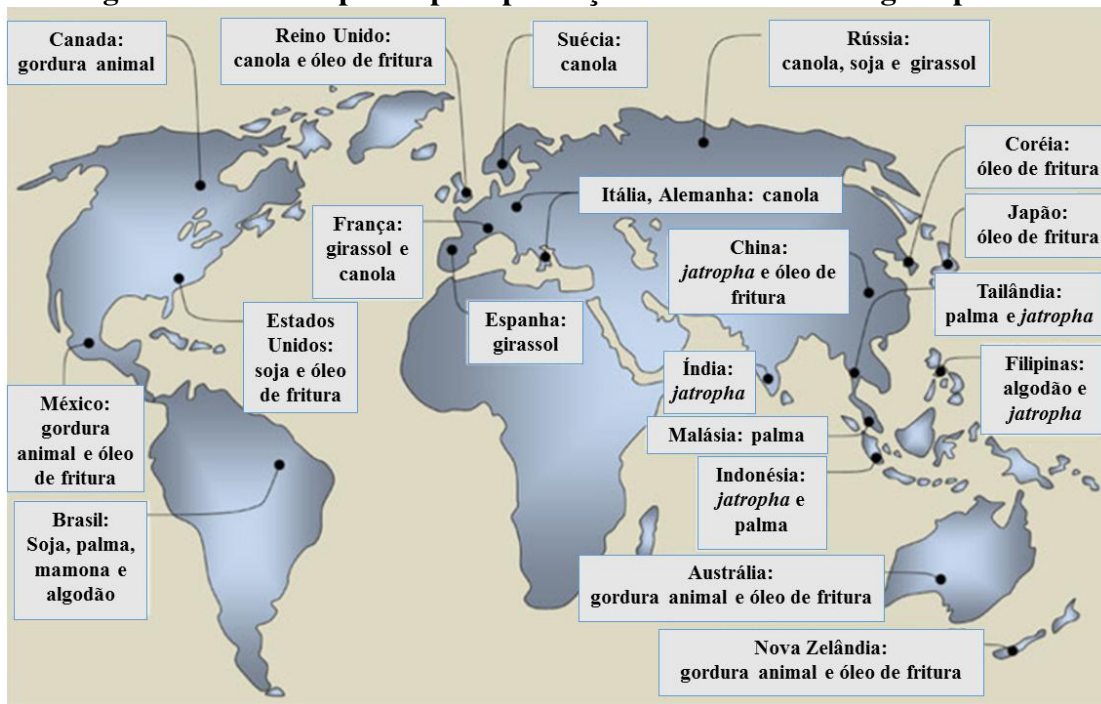 Canada:
gordura animal
Reino Unido:
canola e óleo de fritura
Suécia:
canola
Rússia:
canola, soja e girassol
Coréia:
óleo de fritura
Itália, Alemanha: canola
Japão:
óleo de fritura
França:
girassol e
canola
China:
jatropha e óleo de
fritura
Tailândia:
palma e jatropha
Estados
Unidos:
soja e óleo
de fritura
Espanha:
girassol
Índia:
jatropha
Filipinas:
algodão e
jatropha
México:
gordura
animal e óleo
de fritura
Malásia: palma
Indonésia:
jatropha e
palma
Brasil:
Soja, palma,
mamona e
algodão
Austrália:
gordura animal e óleo de fritura
Nova Zelândia:
gordura animal e óleo de fritura